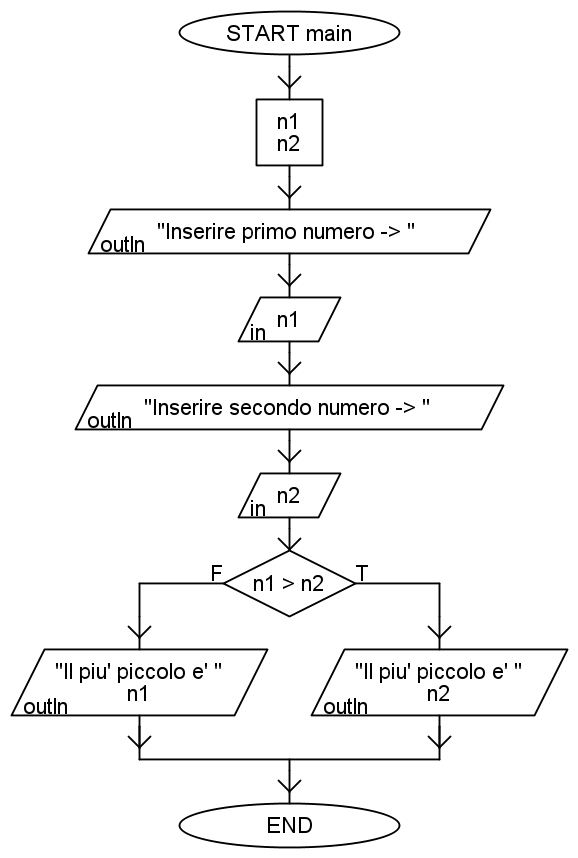 START main
n1
n2
"Inserire primo numero -> "
outln
n1
in
"Inserire secondo numero -> "
outln
n2
in
F
n1 > n2
T
"Il piu' piccolo e' "
n1
outln
"Il piu' piccolo e' "
n2
outln
END